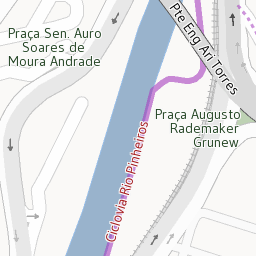 Praça Sen. Auro
Soares de
Moura Andrade
Pte Eng Ari Torres
Praça Augusto
Rademaker
Grunew
Ciclovia Rio Pinheiros